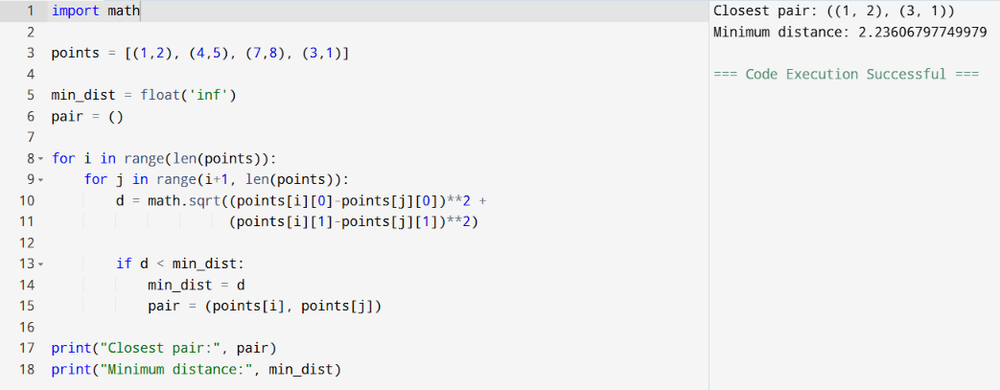 1 import math
2
3 points = [(1,2), (4,5), (7,8), (3,1)]
4
5 min_dist = float('inf')
6 pair = ()
7
8 for i in range(len(points)):
9     for j in range(i+1, len(points)):
10         d = math.sqrt((points[i][0]-points[j][0])**2 +
11                       (points[i][1]-points[j][1])**2)
12
13         if d < min_dist:
14             min_dist = d
15             pair = (points[i], points[j])
16
17 print("Closest pair:", pair)
18 print("Minimum distance:", min_dist)
Closest pair: ((1, 2), (3, 1))
Minimum distance: 2.23606797749979
=== Code Execution Successful ===